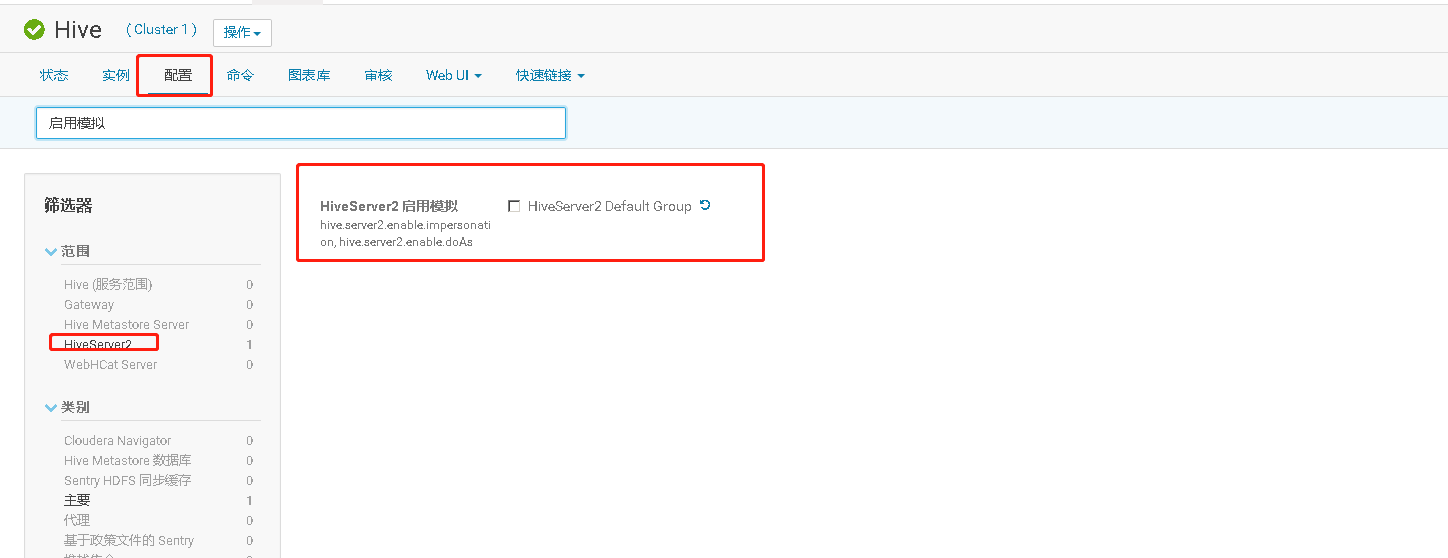 Hive (Cluster 1) 操作
状态 实例 配置 命令 图表库 审核 Web UI 快速链接
启用模拟
筛选器
范围
Hive (服务范围) 0
Gateway 0
Hive Metastore Server 0
HiveServer2 1
WebHCat Server 0
类别
Cloudera Navigator 0
Hive Metastore 数据库 0
Sentry HDFS 同步缓存 0
主要 1
代理 0
基于政策文件的 Sentry 0
HiveServer2 启用模拟 HiveServer2 Default Group
hive.server2.enable.impersonati
on, hive.server2.enable.doAs